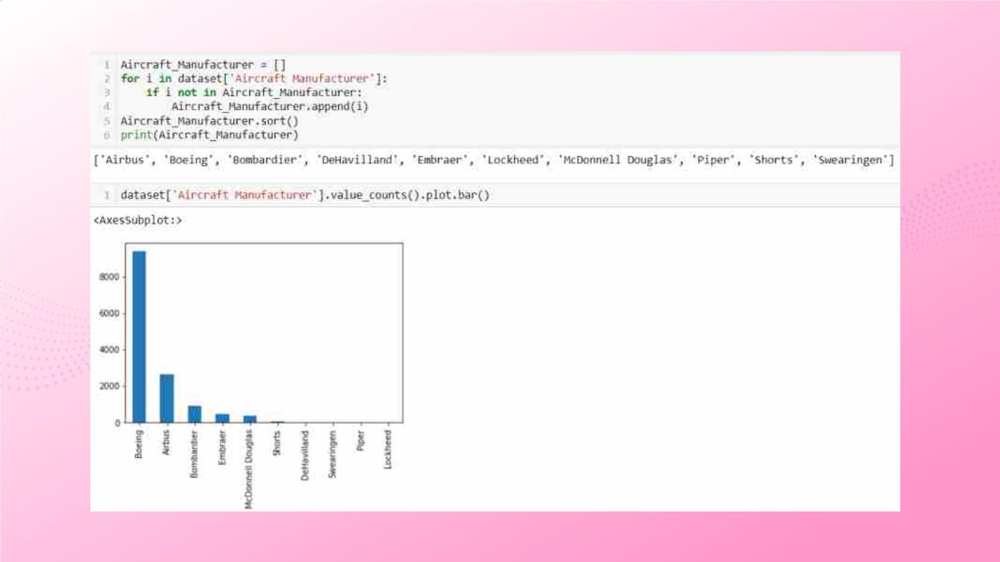 1 Aircraft_Manufacturer = []
2 for i in dataset['Aircraft Manufacturer']:
3     if i not in Aircraft_Manufacturer:
4         Aircraft_Manufacturer.append(i)
5 Aircraft_Manufacturer.sort()
6 print(Aircraft_Manufacturer)
['Airbus', 'Boeing', 'Bombardier', 'DeHavilland', 'Embraer', 'Lockheed', 'McDonnell Douglas', 'Piper', 'Shorts', 'Swearingen']
1 dataset['Aircraft Manufacturer'].value_counts().plot.bar()
<AxesSubplot:>
8000
6000
4000
2000
0
Boeing
Airbus
Bombardier
Embraer
McDonnell Douglas
Shorts
DeHavilland
Swearingen
Piper
Lockheed